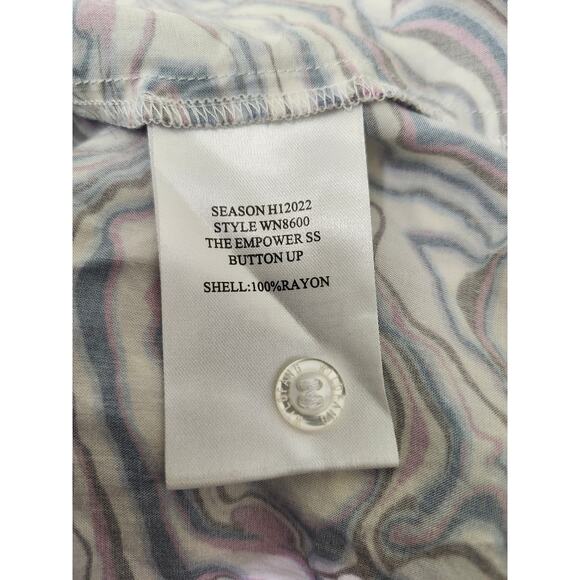 SEASON H12022
STYLE WN8600
THE EMPOWER SS
BUTTON UP
SHELL:100%RAYON